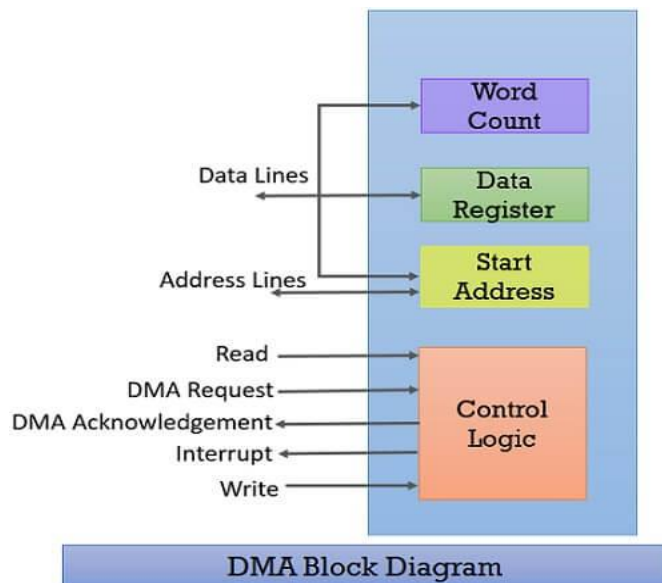 Word
Count
Data Lines
Data
Register
Start
Address
Address Lines
Read
DMA Request
DMA Acknowledgement
Interrupt
Write
Control
Logic
DMA Block Diagram